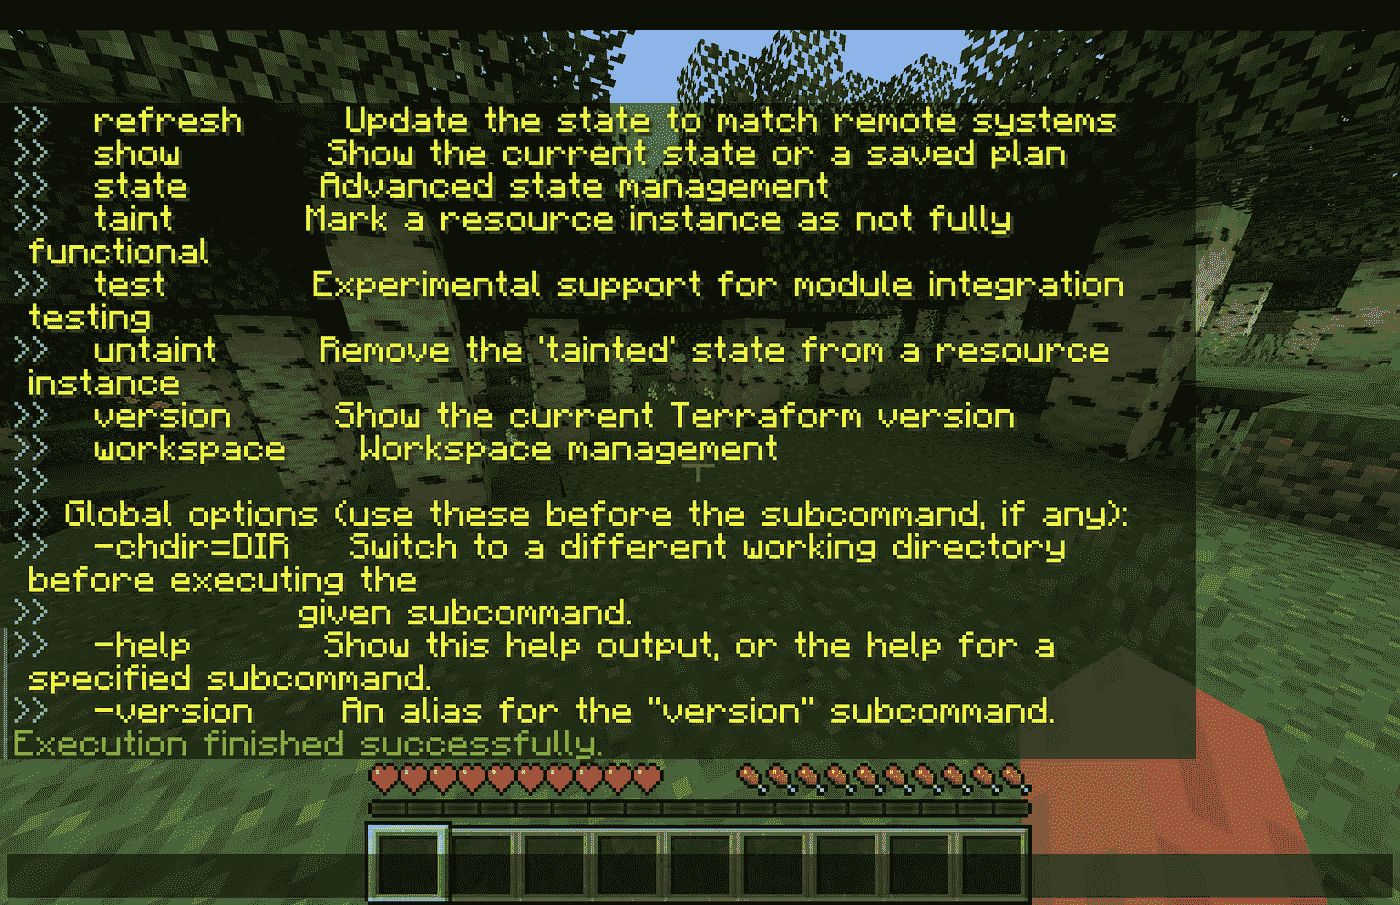 >> refresh Update the state to match remote systems
>> show Show the current state or a saved plan
>> state Advanced state management
>> taint Mark a resource instance as not fully
functional
>> test Experimental support for module integration
testing
>> untaint Remove the 'tainted' state from a resource
instance
>> version Show the current Terraform version
>> workspace Workspace management
>>
>> Global options (use these before the subcommand, if any):
>> -chdir=DIR Switch to a different working directory
before executing the
>> given subcommand.
>> -help Show this help output, or the help for a
specified subcommand.
>> -version An alias for the "version" subcommand.
Execution finished successfully.